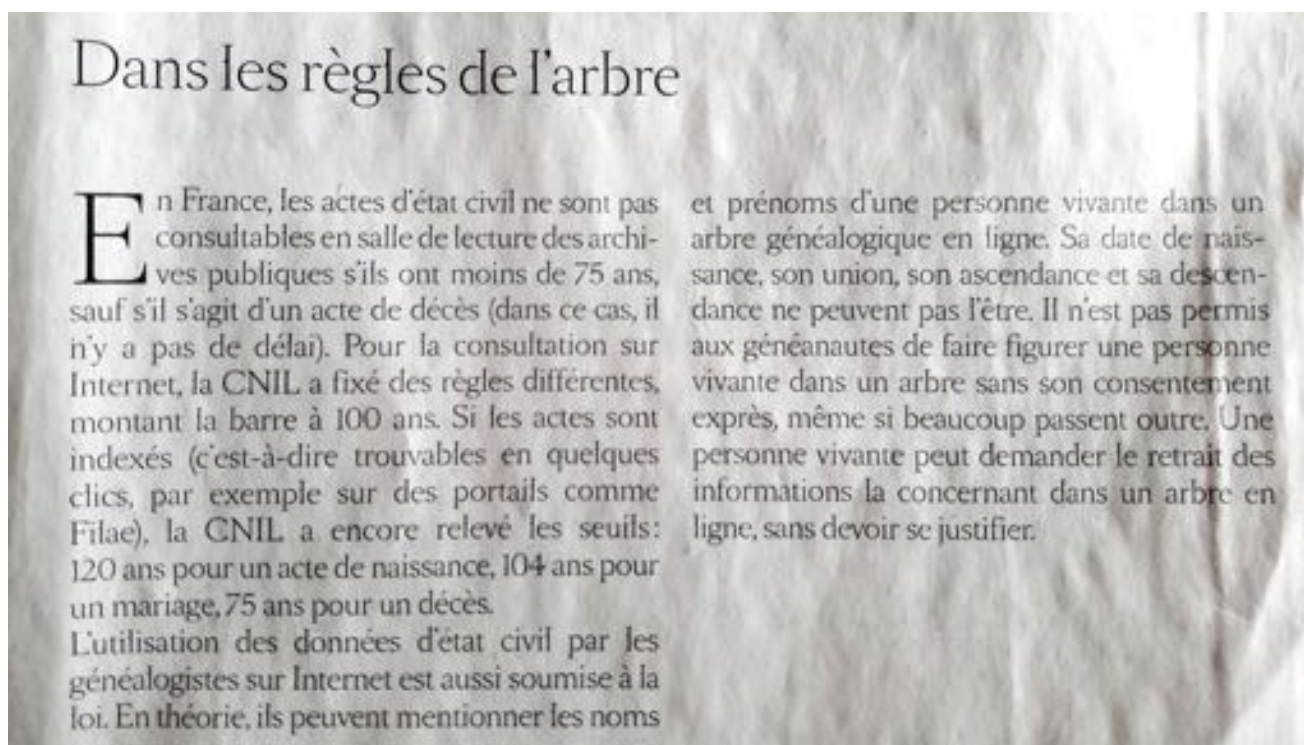 Dans les règles de l'arbre
En France, les actes d'état civil ne sont pas
consultables en salle de lecture des archi-
ves publiques s'ils ont moins de 75 ans,
sauf s'il s'agit d'un acte de décès (dans ce cas, il
n'y a pas de délai). Pour la consultation sur
Internet, la CNIL a fixé des règles différentes,
montant la barre à 100 ans. Si les actes sont
indexés (c'est-à-dire trouvables en quelques
clics, par exemple sur des portails comme
Filae), la CNIL a encore relevé les seuils:
120 ans pour un acte de naissance, 104 ans pour
un mariage, 75 ans pour un décès.
L'utilisation des données d'état civil par les
généalogistes sur Internet est aussi soumise à la
loi. En théorie, ils peuvent mentionner les noms
et prénoms d'une personne vivante dans un
arbre généalogique en ligne. Sa date de nais-
sance, son union, son ascendance et sa descen-
dance ne peuvent pas l'être. Il n'est pas permis
aux généanautes de faire figurer une personne
vivante dans un arbre sans son consentement
exprès, même si beaucoup passent outre. Une
personne vivante peut demander le retrait des
informations la concernant dans un arbre en
ligne, sans devoir se justifier.